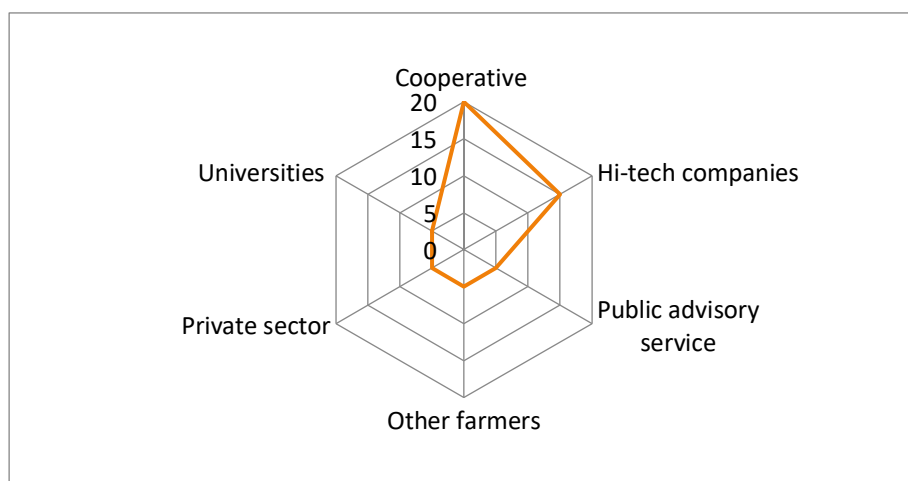 Cooperative
20
15
10
5
0
Universities
Hi-tech companies
Private sector
Public advisory
service
Other farmers